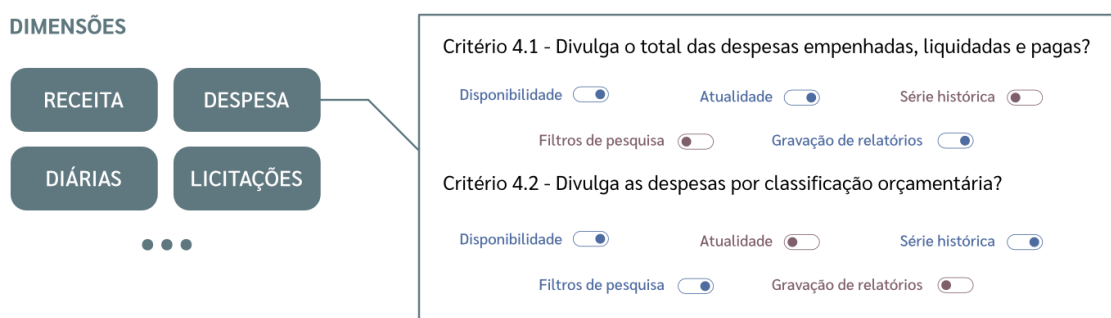 DIMENSÕES
RECEITA
DESPESA
DIÁRIAS
LICITAÇÕES
Critério 4.1 - Divulga o total das despesas empenhadas, liquidadas e pagas?
Disponibilidade
Atualidade
Série histórica
Filtros de pesquisa
Gravação de relatórios
Critério 4.2 - Divulga as despesas por classificação orçamentária?
Disponibilidade
Atualidade
Série histórica
Filtros de pesquisa
Gravação de relatórios